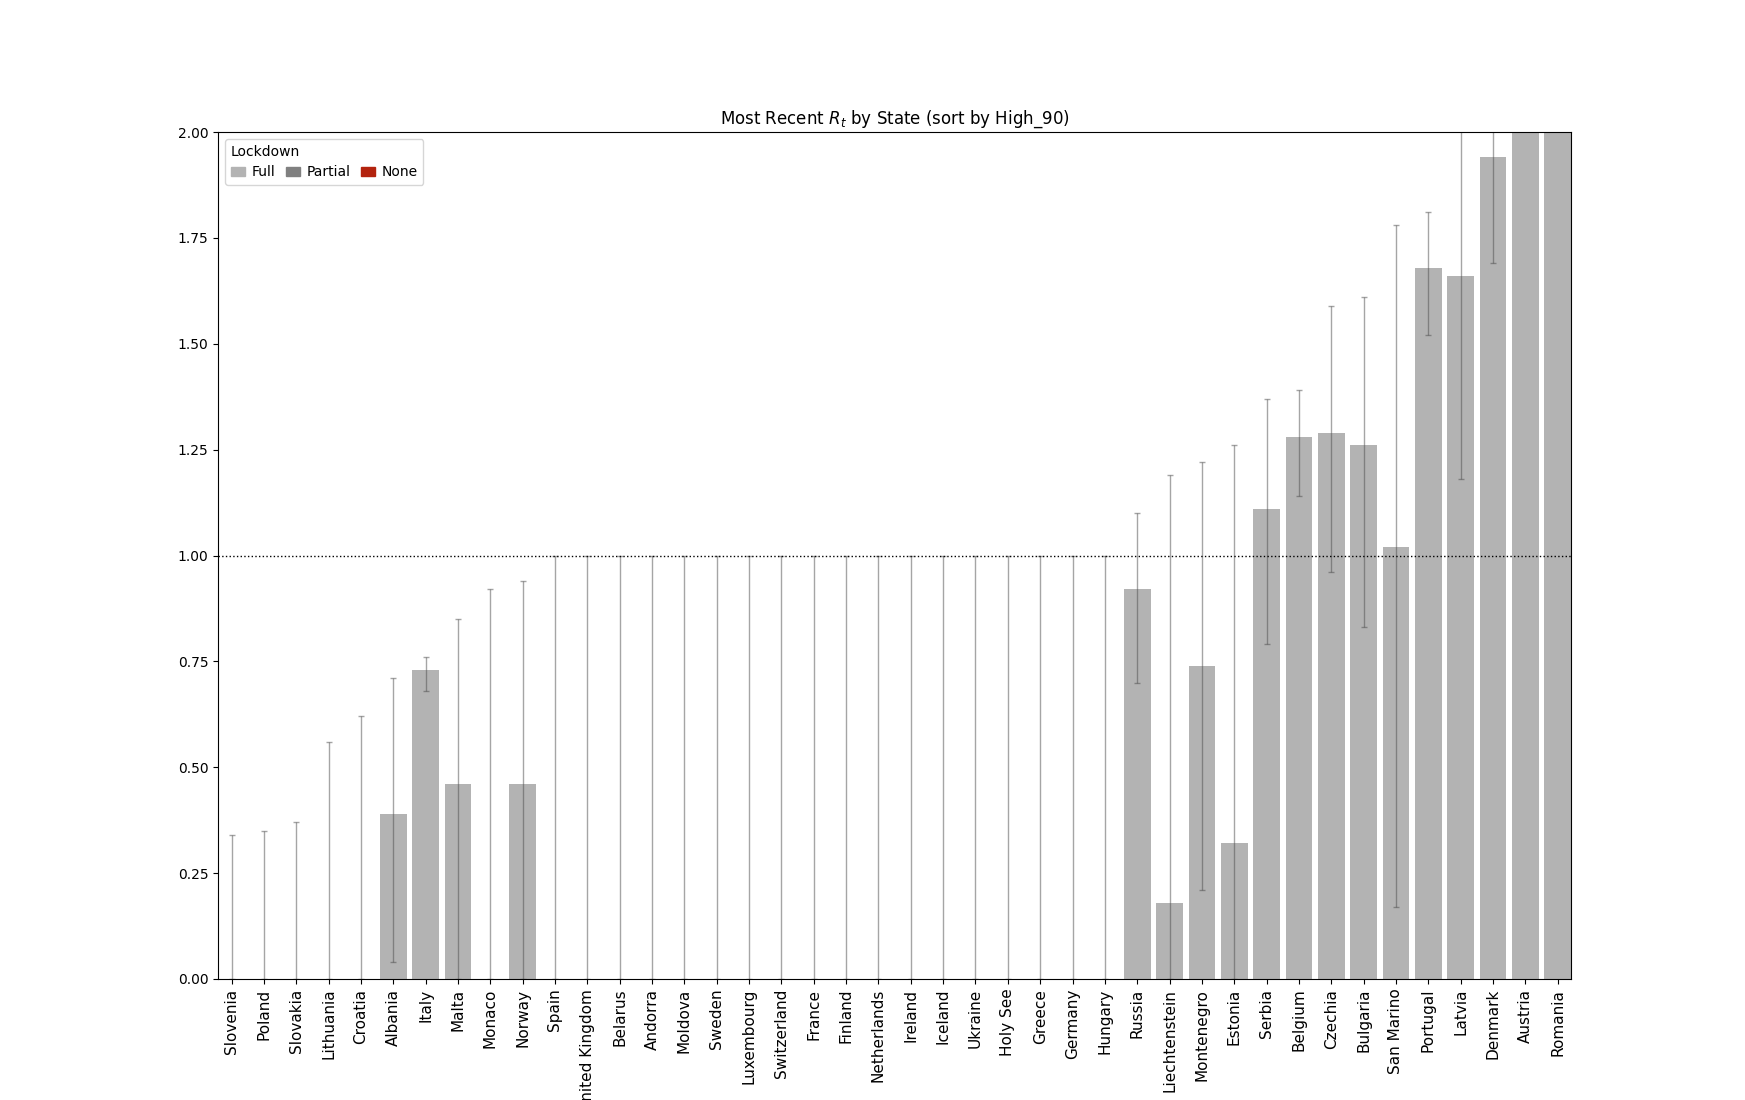 Most Recent R_t by State (sort by High_90)
Lockdown
Full Partial None
2.00
1.75
1.50
1.25
1.00
0.75
0.50
0.25
0.00
Slovenia
Poland
Slovakia
Lithuania
Croatia
Albania
Italy
Malta
Monaco
Norway
Spain
nited Kingdom
Belarus
Andorra
Moldova
Sweden
Luxembourg
Switzerland
France
Finland
Netherlands
Ireland
Iceland
Ukraine
Holy See
Greece
Germany
Hungary
Russia
Liechtenstein
Montenegro
Estonia
Serbia
Belgium
Czechia
Bulgaria
San Marino
Portugal
Latvia
Denmark
Austria
Romania